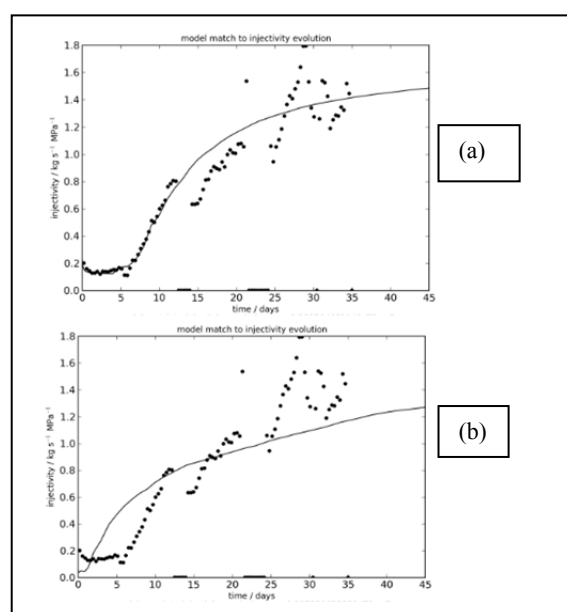 model match to injectivity evolution
1.8
1.6
1.4
1.2
1.0
0.8
0.6
0.4
0.2
0.0
injectivity / kg s⁻¹ MPa⁻¹
0 5 10 15 20 25 30 35 40 45
time / days
(a)
model match to injectivity evolution
1.8
1.6
1.4
1.2
1.0
0.8
0.6
0.4
0.2
0.0
injectivity / kg s⁻¹ MPa⁻¹
0 5 10 15 20 25 30 35 40 45
time / days
(b)